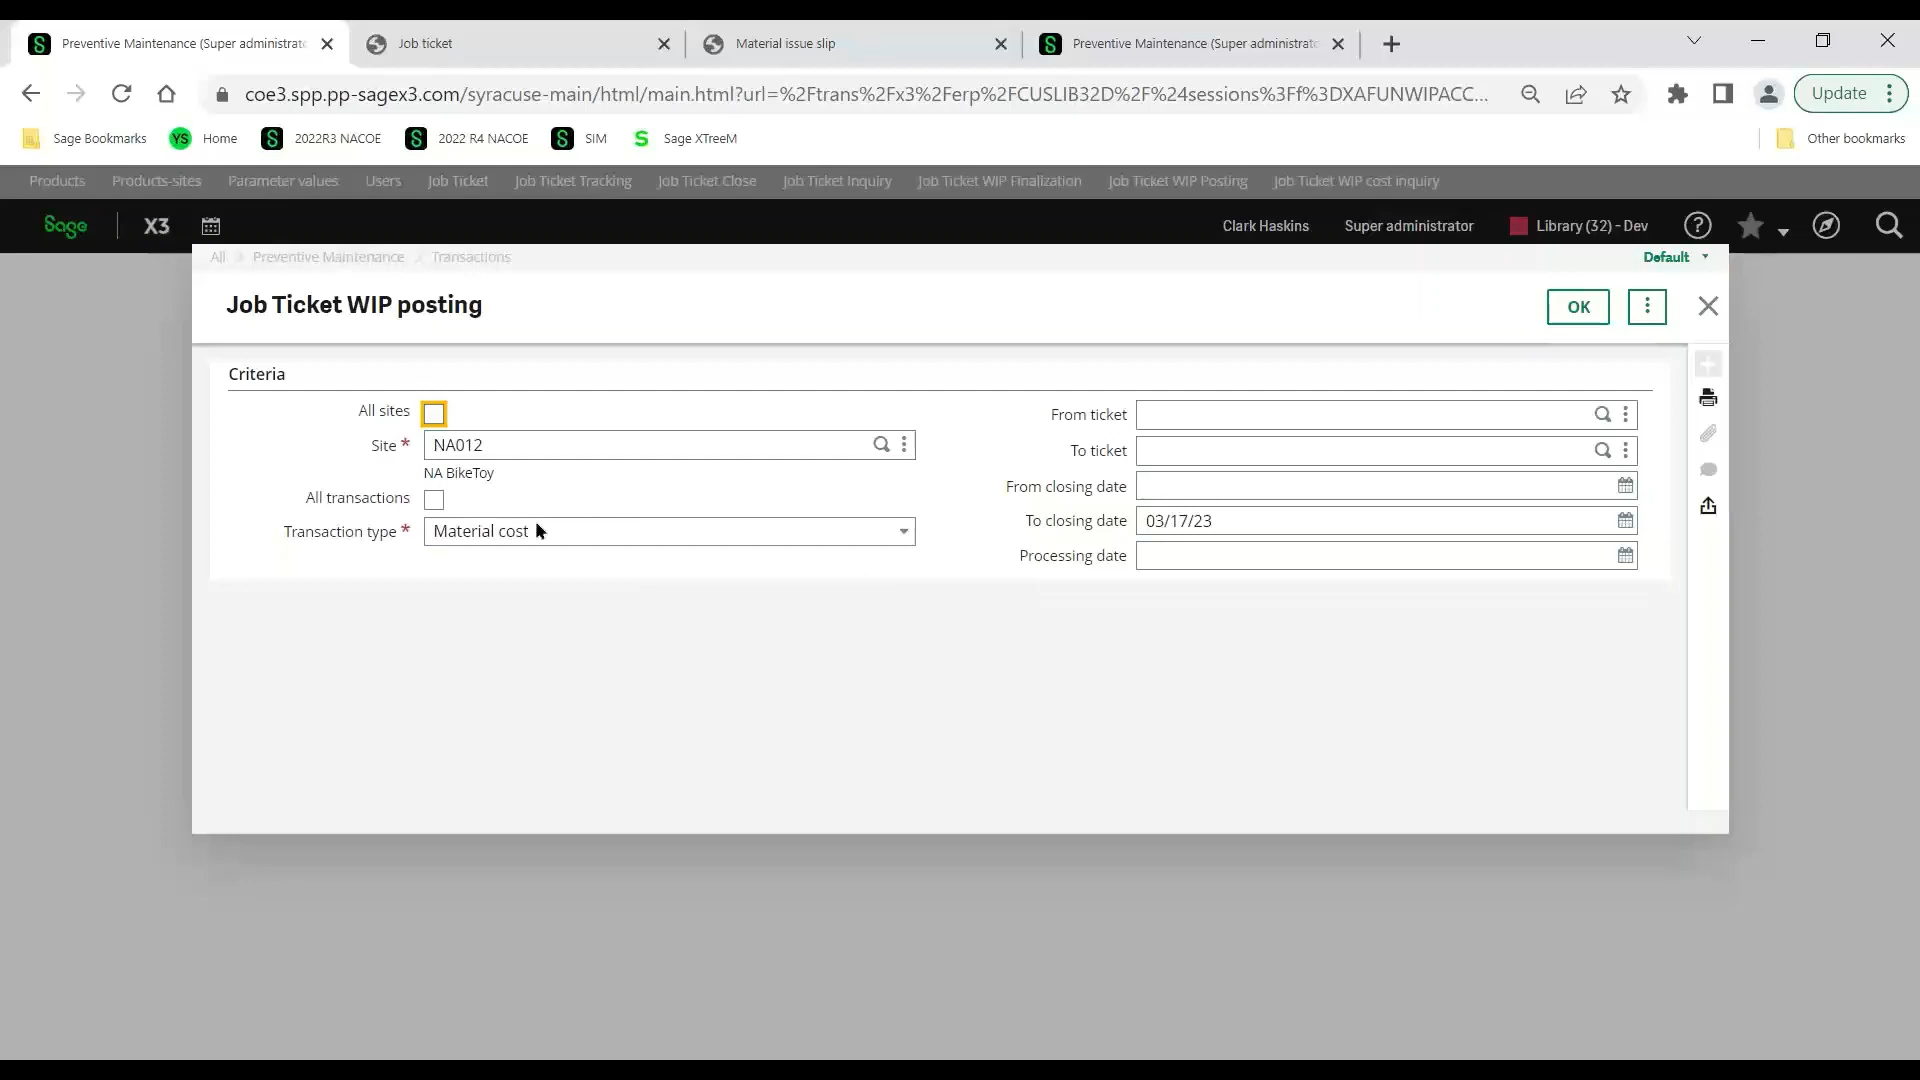 Preventive Maintenance (Super administrato
Job ticket
Material issue slip
Preventive Maintenance (Super administrato
coe3.spp.pp-sagex3.com/syracuse-main/html/main.html?url=%2Ftrans%2Fx3%2Ferp%2FCUSLIB32D%2F%24sessions%3Ff%3DXAFUNWIPACC...
Update
Sage Bookmarks
YS Home
2022R3 NACOE
2022 R4 NACOE
SIM
Sage XTreeM
Other bookmarks
Products Products-sites Parameter values Users Job Ticket Job Ticket Tracking Job Ticket Close Job Ticket Inquiry Job Ticket WIP Finalization Job Ticket WIP Posting Job Ticket WIP cost inquiry
Sage X3 Clark Haskins Super administrator Library (32) - Dev
All Preventive Maintenance Transactions
Default
Job Ticket WIP posting
OK
Criteria
All sites
Site * NA012
NA BikeToy
All transactions
Transaction type * Material cost
From ticket
To ticket
From closing date
To closing date 03/17/23
Processing date